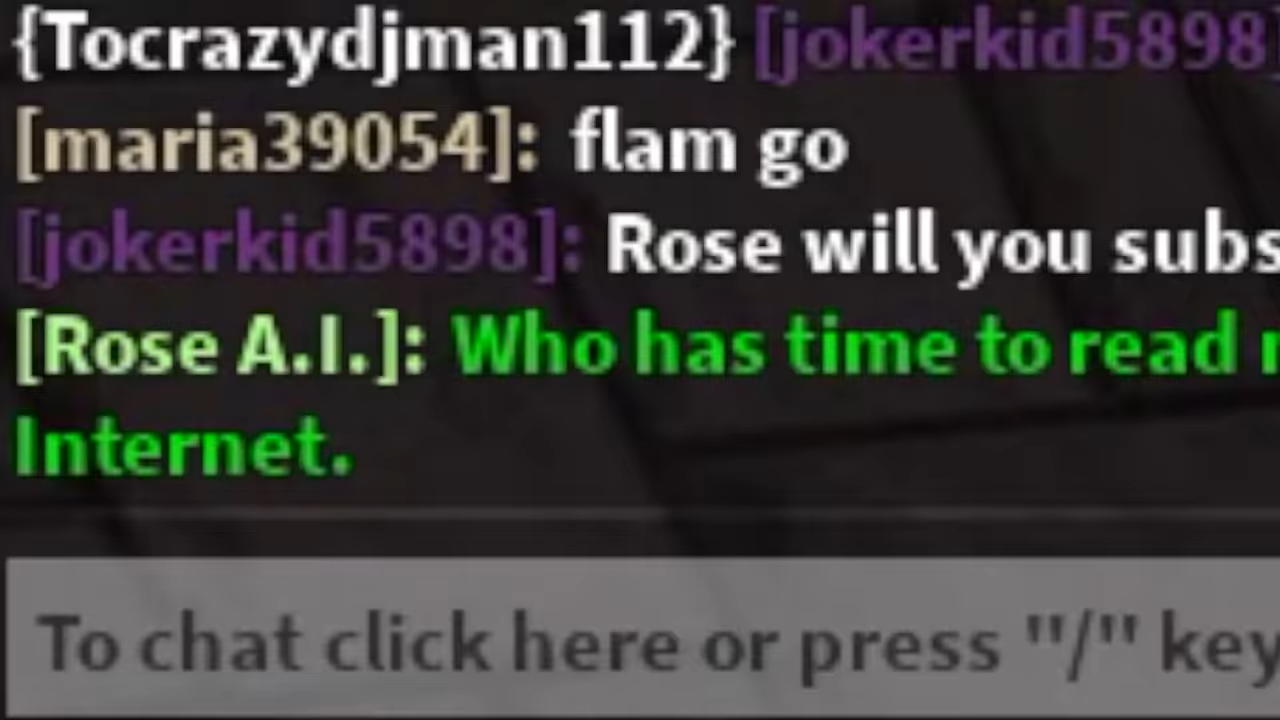 {Tocrazydjman112} [jokerkid5898]
[maria39054]: flam go
[jokerkid5898]: Rose will you subs
[Rose A.I.]: Who has time to read
Internet.
To chat click here or press "/" key